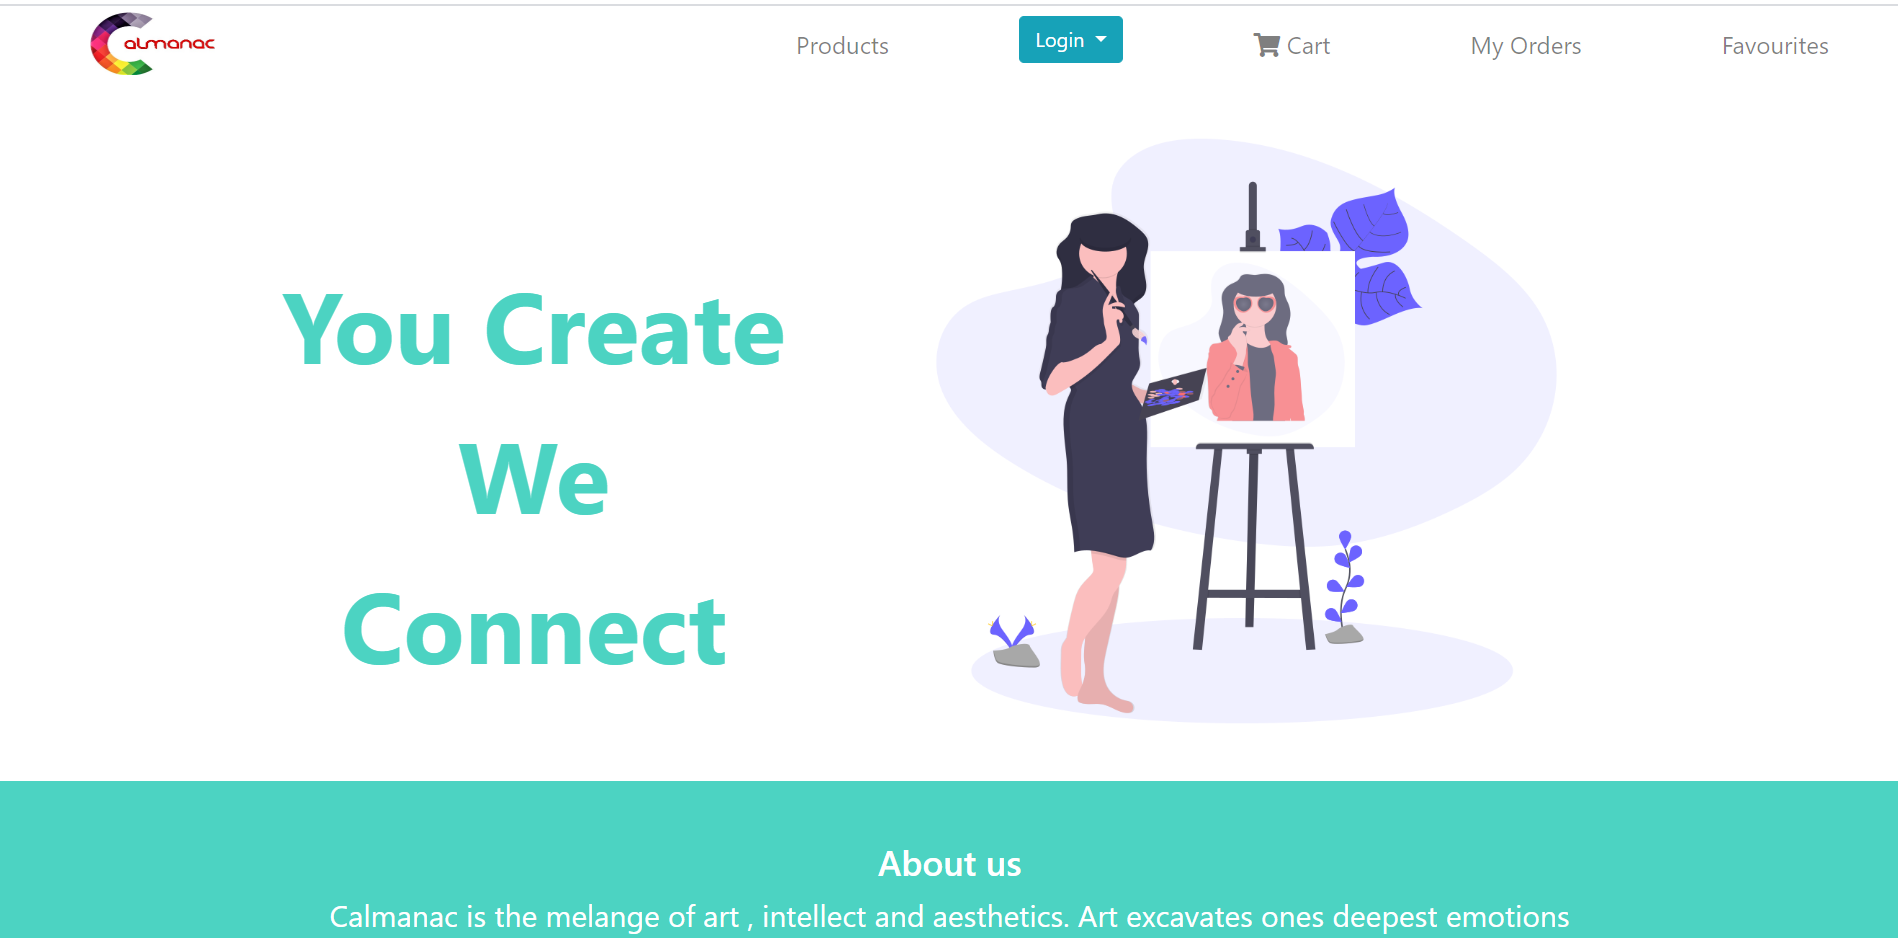 almanac
Products
Login
Cart
My Orders
Favourites
You Create
We
Connect
About us
Calmanac is the melange of art , intellect and aesthetics. Art excavates ones deepest emotions